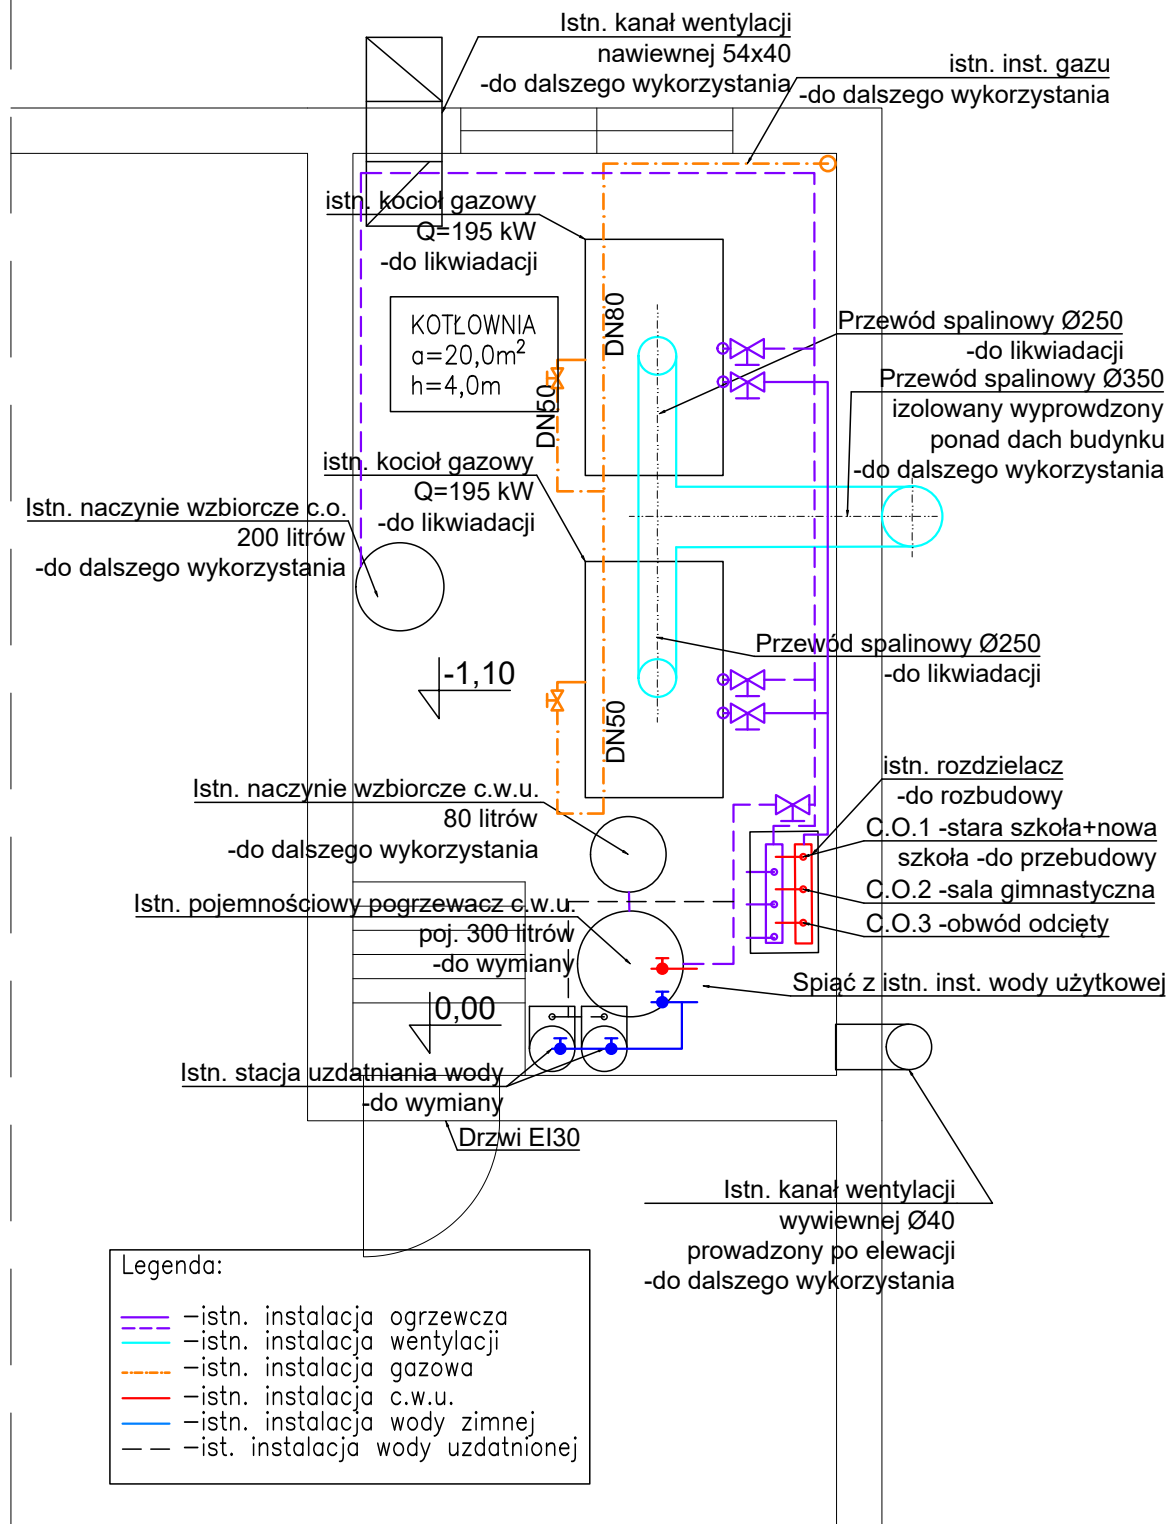 Istn. kanał wentylacji
nawiewnej 54x40
-do dalszego wykorzystania
istn. inst. gazu
-do dalszego wykorzystania
istn. kocioł gazowy
Q=195 kW
-do likwiadacji
KOTŁOWNIA
a=20,0m²
h=4,0m
DN80
DN50
Przewód spalinowy Ø250
-do likwiadacji
Przewód spalinowy Ø350
izolowany wyprowdzony
ponad dach budynku
-do dalszego wykorzystania
istn. kocioł gazowy
Q=195 kW
-do likwiadacji
Istn. naczynie wzbiorcze c.o.
200 litrów
-do dalszego wykorzystania
Przewód spalinowy Ø250
-do likwiadacji
-1,10
DN50
Istn. naczynie wzbiorcze c.w.u.
80 litrów
-do dalszego wykorzystania
istn. rozdzielacz
-do rozbudowy
C.O.1 -stara szkoła+nowa
szkoła -do przebudowy
C.O.2 -sala gimnastyczna
C.O.3 -obwód odcięty
Istn. pojemnościowy pogrzewacz c.w.u.
poj. 300 litrów
-do wymiany
Spiąć z istn. inst. wody użytkowej
0,00
Istn. stacja uzdatniania wody
-do wymiany
Drzwi EI30
Istn. kanał wentylacji
wywiewnej Ø40
prowadzony po elewacji
-do dalszego wykorzystania
Legenda:
-istn. instalacja ogrzewcza
-istn. instalacja wentylacji
-istn. instalacja gazowa
-istn. instalacja c.w.u.
-istn. instalacja wody zimnej
-ist. instalacja wody uzdatnionej